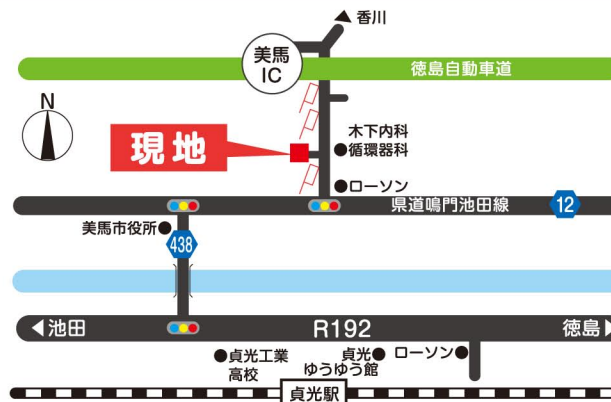 香川
美馬
IC
徳島自動車道
N
木下内科
循環器科
現地
ローソン
県道鳴門池田線
12
美馬市役所
438
池田
R192
徳島
貞光工業
高校
貞光
ゆうゆう館
ローソン
貞光駅